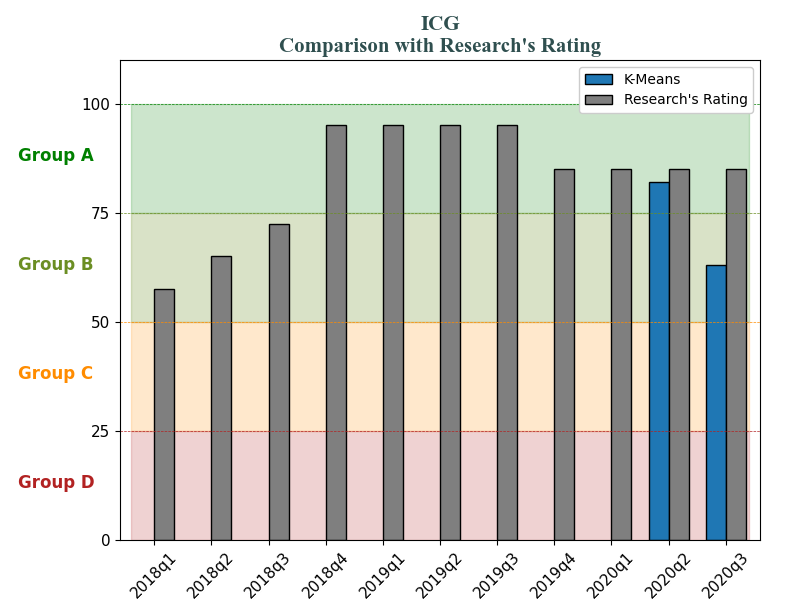 ICG
Comparison with Research's Rating
K-Means
Research's Rating
100
Group A
75
Group B
50
Group C
25
Group D
0
2018q1
2018q2
2018q3
2018q4
2019q1
2019q2
2019q3
2019q4
2020q1
2020q2
2020q3